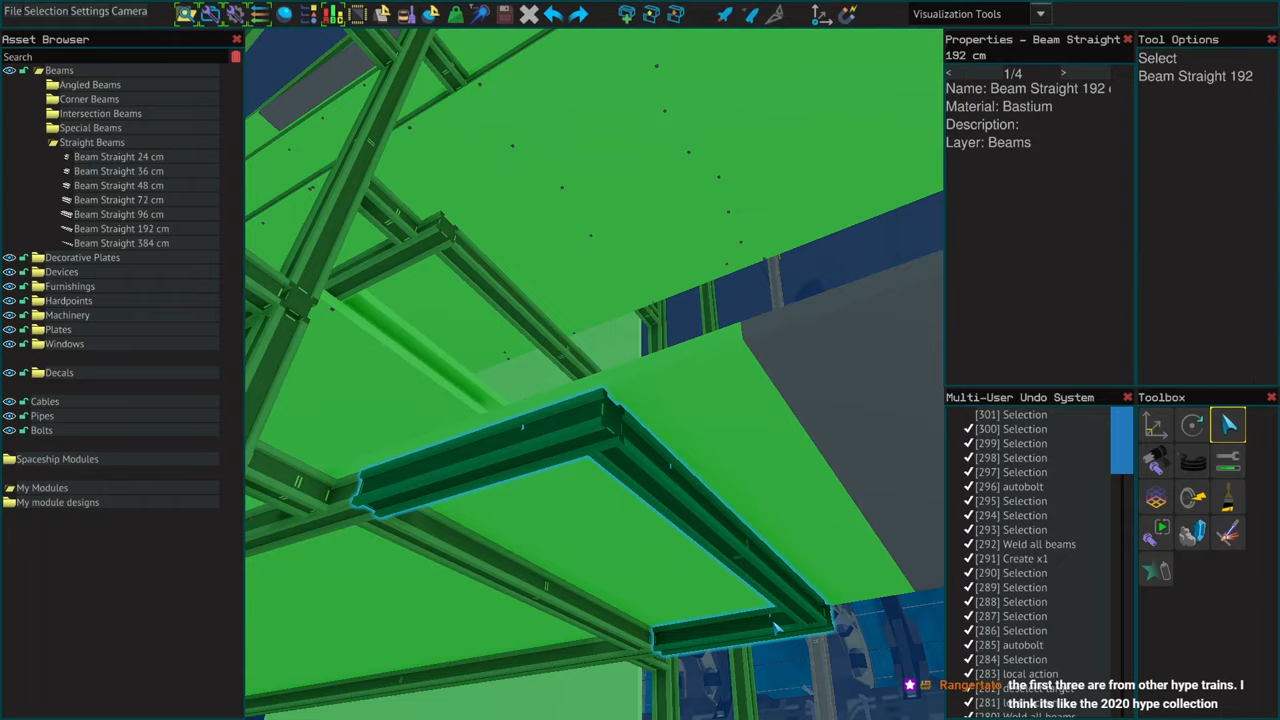 File Selection Settings Camera
Visualization Tools
Asset Browser
Search
Beams
Angled Beams
Corner Beams
Intersection Beams
Special Beams
Straight Beams
Beam Straight 24 cm
Beam Straight 36 cm
Beam Straight 48 cm
Beam Straight 72 cm
Beam Straight 96 cm
Beam Straight 192 cm
Beam Straight 384 cm
Decorative Plates
Devices
Furnishings
Hardpoints
Machinery
Plates
Windows
Decals
Cables
Pipes
Bolts
Spaceship Modules
My Modules
My module designs
Properties - Beam Straight
192 cm
< 1/4 >
Name: Beam Straight 192
Material: Bastium
Description:
Layer: Beams
Tool Options
Select
Beam Straight 192
Multi-User Undo System
[301] Selection
[300] Selection
[299] Selection
[298] Selection
[297] Selection
[296] autobolt
[295] Selection
[294] Selection
[293] Selection
[292] Weld all beams
[291] Create x1
[290] Selection
[289] Selection
[288] Selection
[287] Selection
[286] Selection
[285] autobolt
[284] Selection
[283] local action
Toolbox
Rangertato the first three are from other hype trains. I
think its like the 2020 hype collection